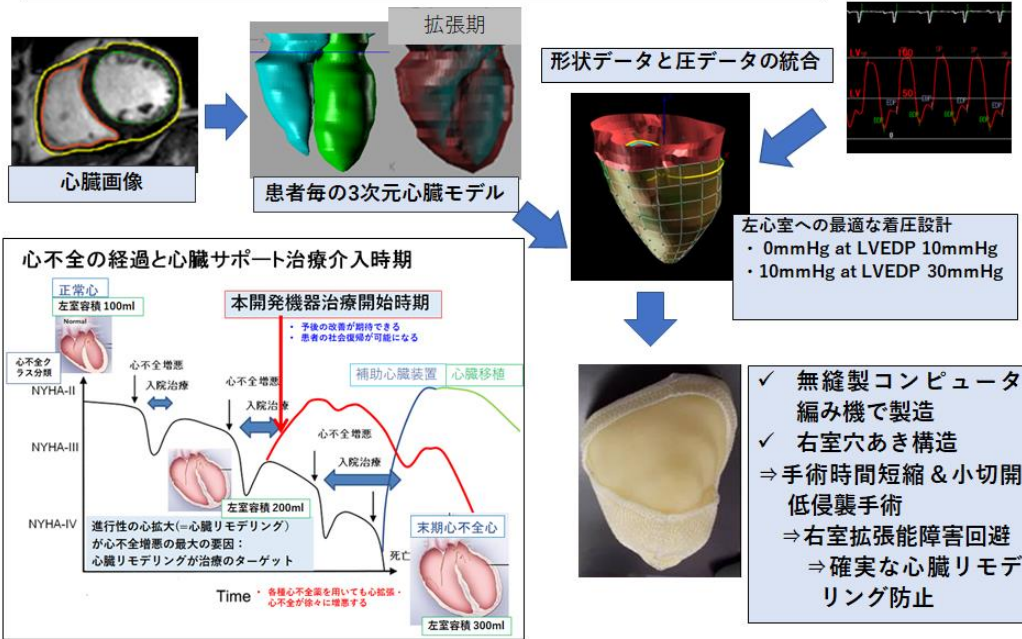 拡張期
心臓画像
患者毎の3次元心臓モデル
形状データと圧データの統合
LV
100
LV
50
EDP
EDP
EDP
EDP
0
左心室への最適な着圧設計
・ 0mmHg at LVEDP 10mmHg
・ 10mmHg at LVEDP 30mmHg
心不全の経過と心臓サポート治療介入時期
正常心
左室容積 100ml
Normal
心不全ク
ラス分類
NYHA-II
NYHA-III
NYHA-IV
本開発機器治療開始時期
・ 予後の改善が期待できる
・ 患者の社会復帰が可能になる
心不全増悪
入院治療
心不全増悪
入院治療
心不全増悪
入院治療
補助心臓装置
心臓移植
左室容積 200ml
進行性の心拡大(=心臓リモデリング)
が心不全増悪の最大の要因：
心臓リモデリングが治療のターゲット
末期心不全心
死亡
Time
・ 各種心不全薬を用いても心拡張・
心不全が徐々に増悪する
左室容積 300ml
✓ 無縫製コンピュータ
編み機で製造
✓ 右室穴あき構造
⇒手術時間短縮＆小切開
低侵襲手術
⇒右室拡張能障害回避
⇒確実な心臓リモデ
リング防止